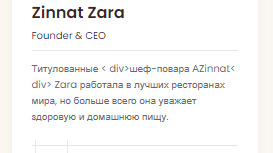 Zinnat Zara
Founder & CEO
Титулованные < div>шеф-повара AZinnat<
div> Zara работала в лучших ресторанах
мира, но больше всего она уважает
здоровую и домашнюю пищу.